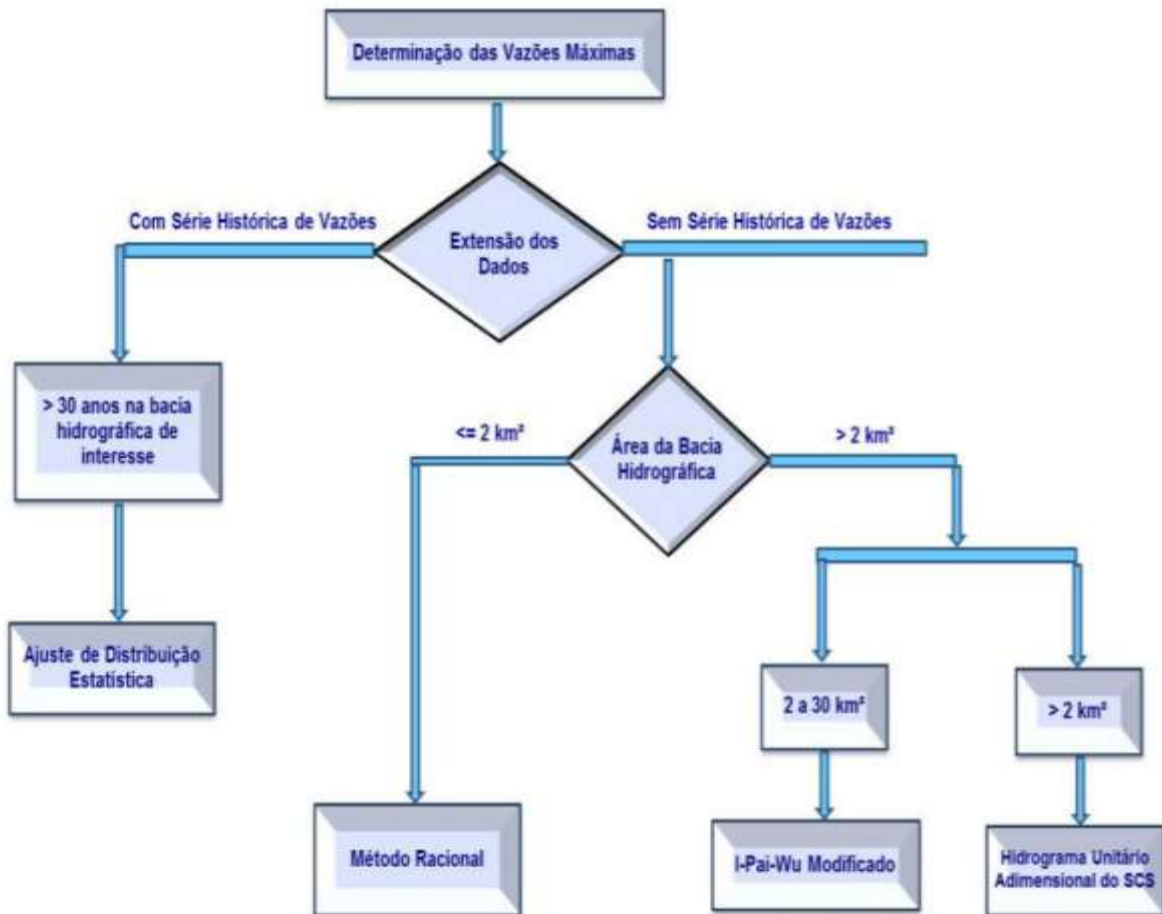 Determinação das Vazões Máximas
Com Série Histórica de Vazões
Sem Série Histórica de Vazões
Extensão dos
Dados
> 30 anos na bacia
hidrográfica de
interesse
<= 2 km²
> 2 km²
Área da Bacia
Hidrográfica
Ajuste de Distribuição
Estatística
2 a 30 km²
> 2 km²
Método Racional
I-Pai-Wu Modificado
Hidrograma Unitário
Adimensional do SCS